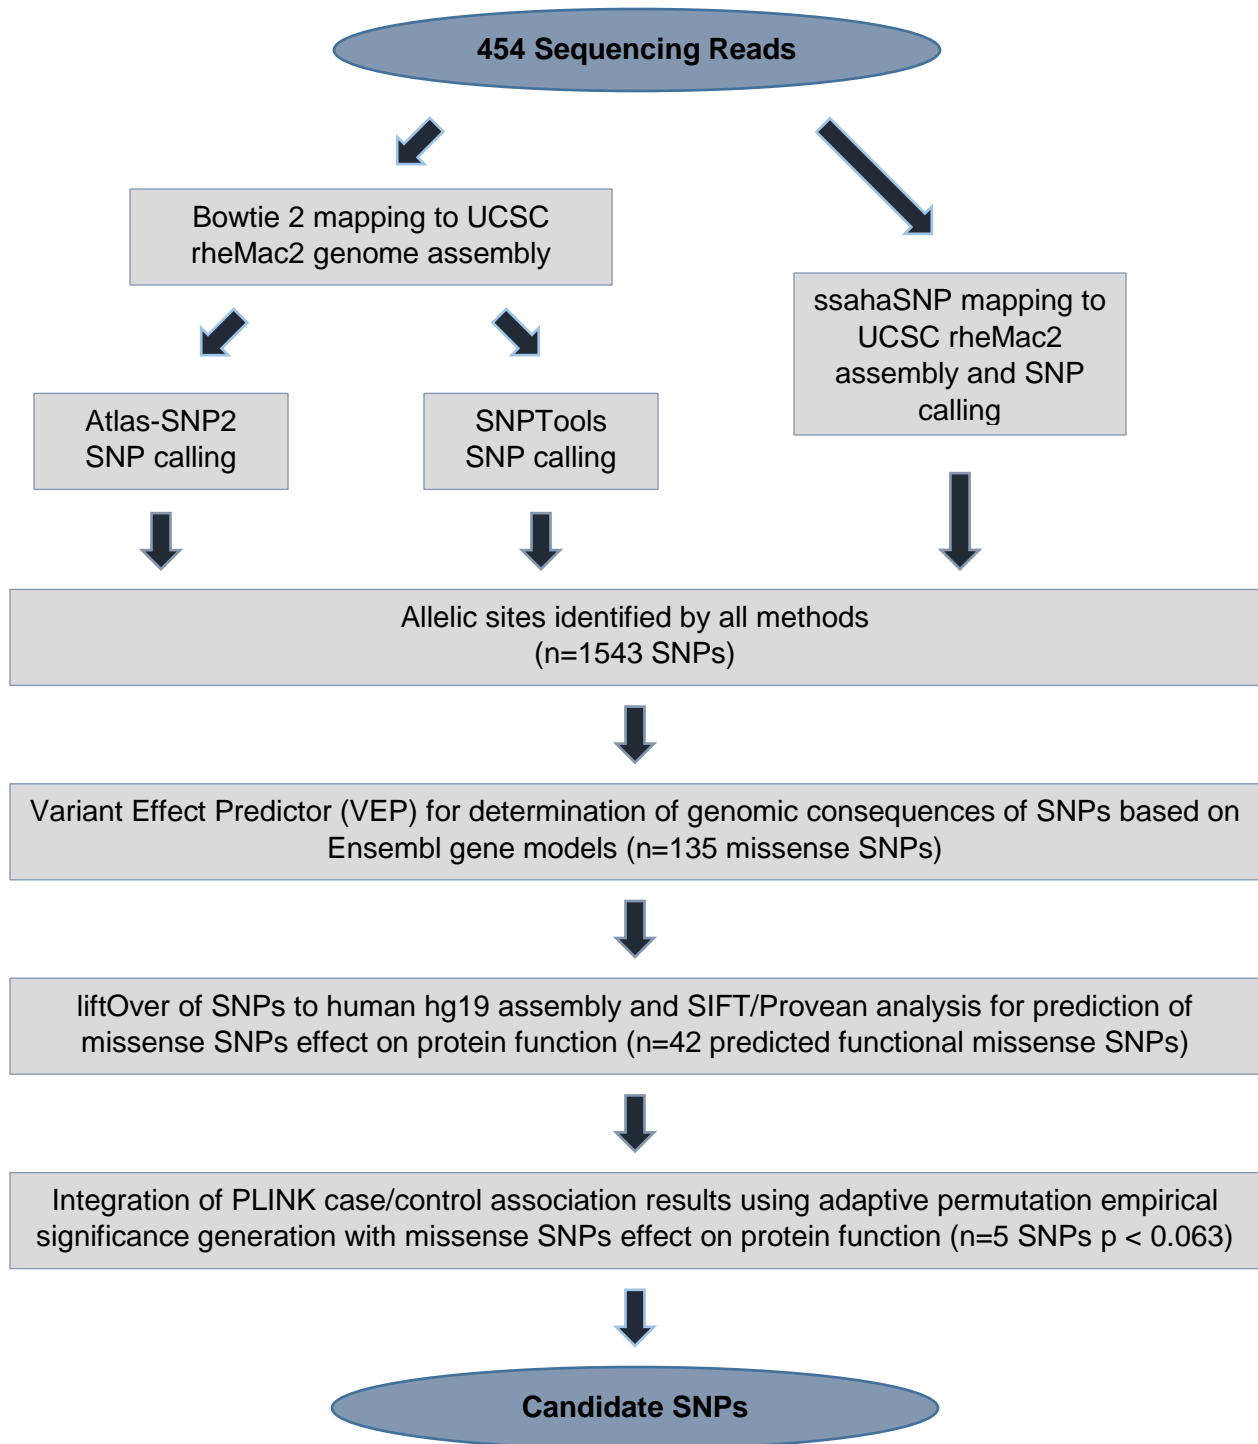 454 Sequencing Reads
Bowtie 2 mapping to UCSC
rheMac2 genome assembly
ssahaSNP mapping to
UCSC rheMac2
assembly and SNP
calling
Atlas-SNP2
SNP calling
SNPTools
SNP calling
Allelic sites identified by all methods
(n=1543 SNPs)
Variant Effect Predictor (VEP) for determination of genomic consequences of SNPs based on
Ensembl gene models (n=135 missense SNPs)
liftOver of SNPs to human hg19 assembly and SIFT/Provean analysis for prediction of
missense SNPs effect on protein function (n=42 predicted functional missense SNPs)
Integration of PLINK case/control association results using adaptive permutation empirical
significance generation with missense SNPs effect on protein function (n=5 SNPs p < 0.063)
Candidate SNPs